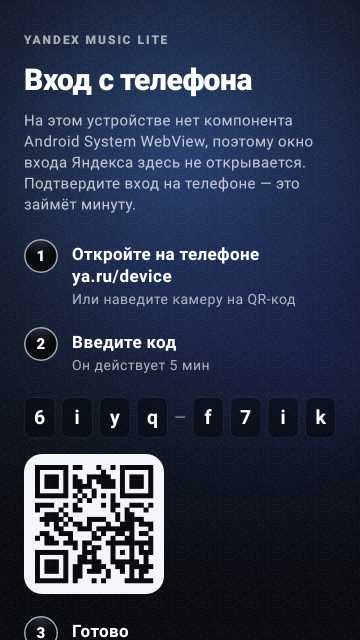 YANDEX MUSIC LITE
Вход с телефона
На этом устройстве нет компонента
Android System WebView, поэтому окно
входа Яндекса здесь не открывается.
Подтвердите вход на телефоне — это
займёт минуту.
1 Откройте на телефоне
ya.ru/device
Или наведите камеру на QR-код
2 Введите код
Он действует 5 мин
6 i y q – f 7 i k
3 Готово